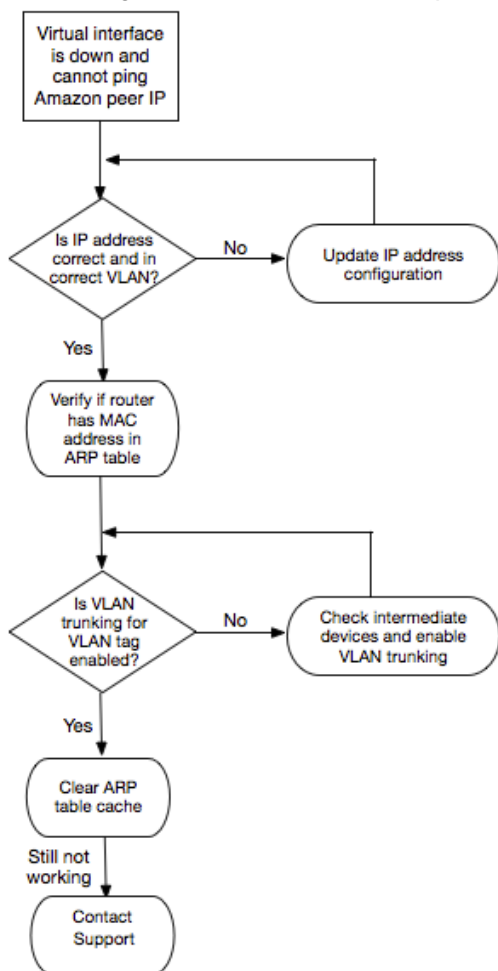 Virtual interface
is down and
cannot ping
Amazon peer IP
Is IP address
correct and in
correct VLAN?
No
Update IP address
configuration
Yes
Verify if router
has MAC
address in
ARP table
Is VLAN
trunking for
VLAN tag
enabled?
No
Check intermediate
devices and enable
VLAN trunking
Yes
Clear ARP
table cache
Still not
working
Contact
Support